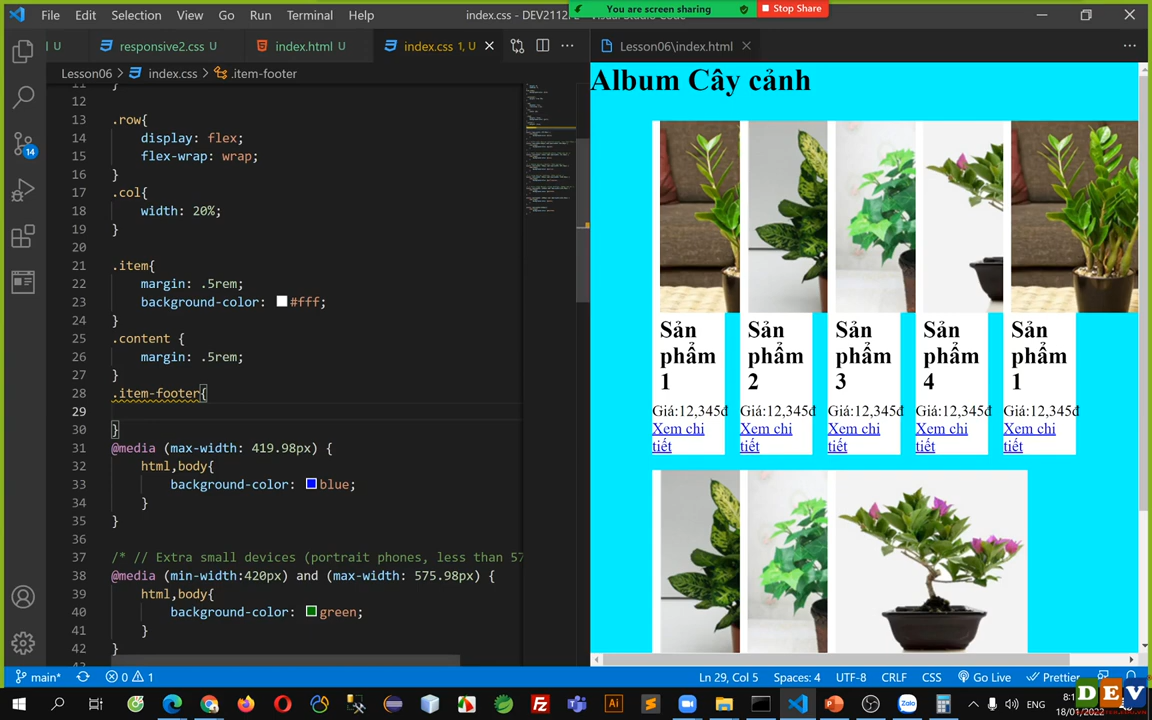 File Edit Selection View Go Run Terminal Help
index.css - DEV2112
You are screen sharing
Stop Share
U
responsive2.css U
index.html U
index.css 1, U
Lesson06\index.html
Lesson06 > index.css > .item-footer
11 }
12
13 .row{
14 display: flex;
15 flex-wrap: wrap;
16 }
17 .col{
18 width: 20%;
19 }
20
21 .item{
22 margin: .5rem;
23 background-color: #fff;
24 }
25 .content {
26 margin: .5rem;
27 }
28 .item-footer{
29
30 }
31 @media (max-width: 419.98px) {
32 html,body{
33 background-color: blue;
34 }
35 }
36
37 /* // Extra small devices (portrait phones, less than 57
38 @media (min-width:420px) and (max-width: 575.98px) {
39 html,body{
40 background-color: green;
41 }
42 }
14
Album Cây cảnh
Sản phẩm 1
Sản phẩm 2
Sản phẩm 3
Sản phẩm 4
Sản phẩm 1
Giá:12,345đ
Giá:12,345đ
Giá:12,345đ
Giá:12,345đ
Giá:12,345đ
Xem chi tiết
Xem chi tiết
Xem chi tiết
Xem chi tiết
Xem chi tiết
main* 0 1
Ln 29, Col 5 Spaces: 4 UTF-8 CRLF CSS Go Live Prettier
ENG
18/01/2022
DEV